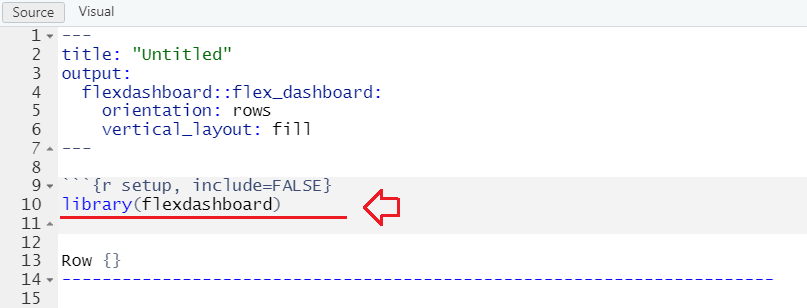 Source Visual
1 ---
2 title: "Untitled"
3 output:
4 flexdashboard::flex_dashboard:
5 orientation: rows
6 vertical_layout: fill
7 ---
8
9 ```{r setup, include=FALSE}
10 library(flexdashboard)
11
12
13 Row {}
14 -----------------------------------------------------------------------
15